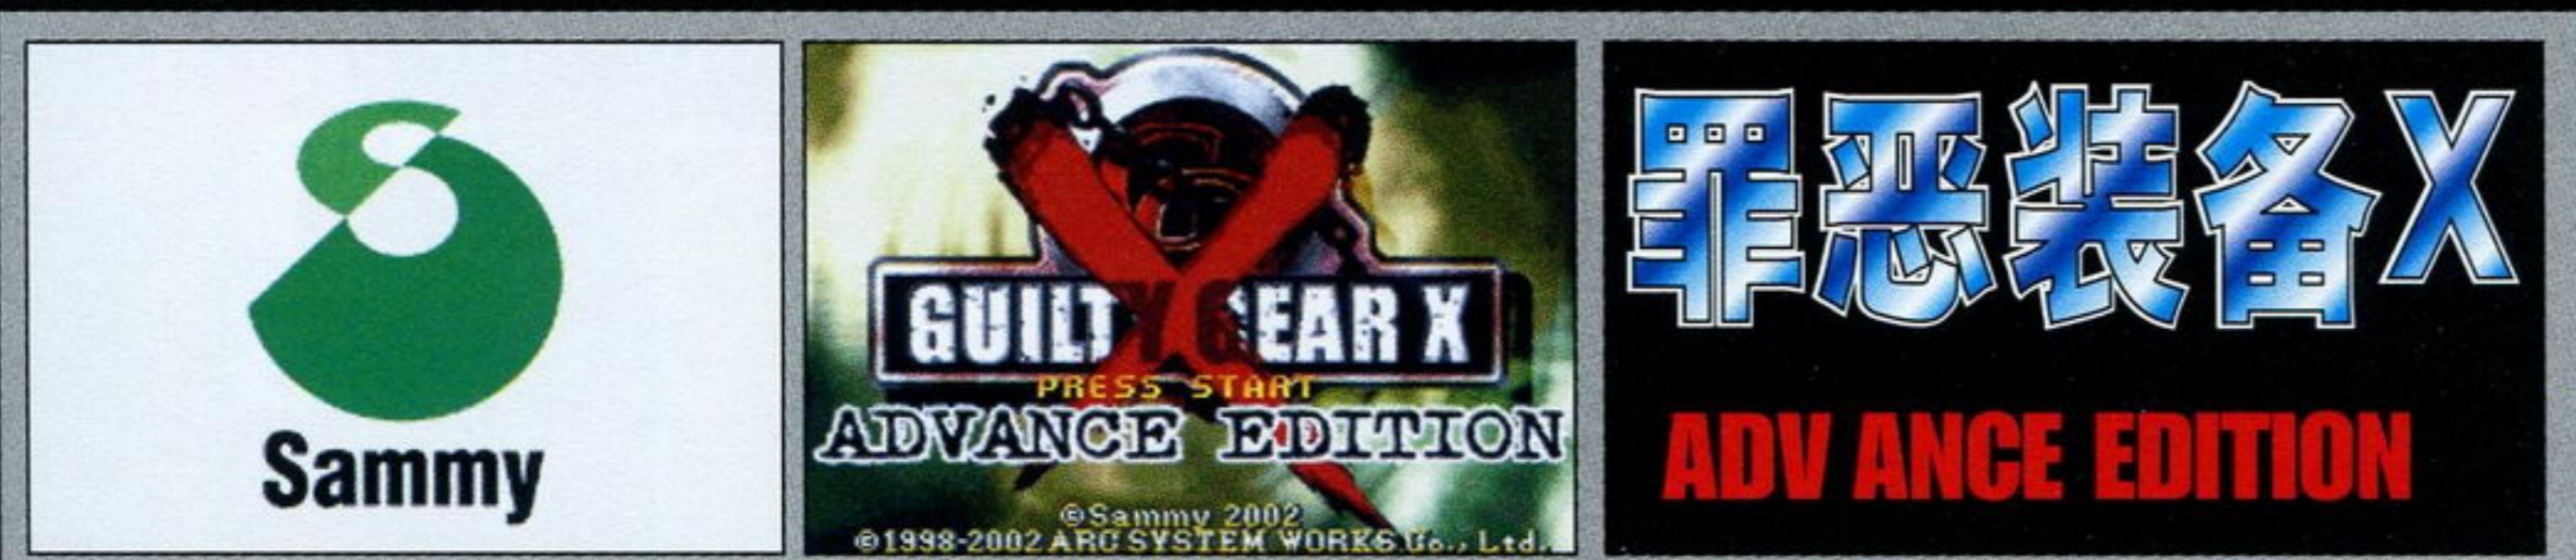 Sammy
GUILTY GEAR X
PRESS START
ADVANCE EDITION
©Sammy 2002
©1998-2002 ARC SYSTEM WORKS Co., Ltd.
罪恶装备X
ADV ANCE EDITION